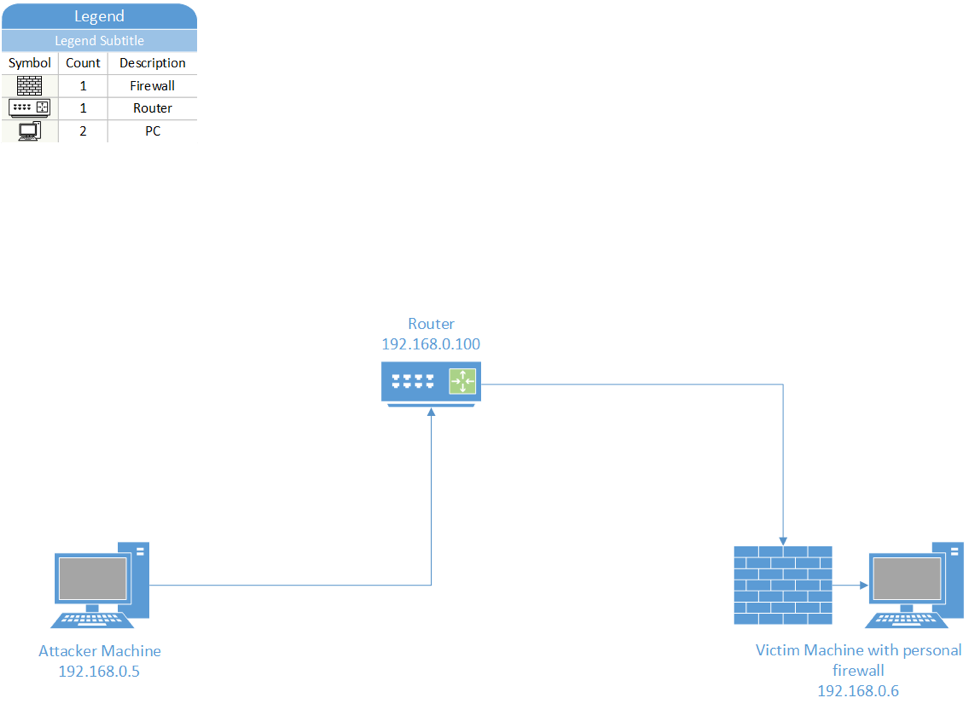 Legend
Legend Subtitle
Symbol Count Description
1 Firewall
1 Router
2 PC
Router
192.168.0.100
Attacker Machine
192.168.0.5
Victim Machine with personal
firewall
192.168.0.6